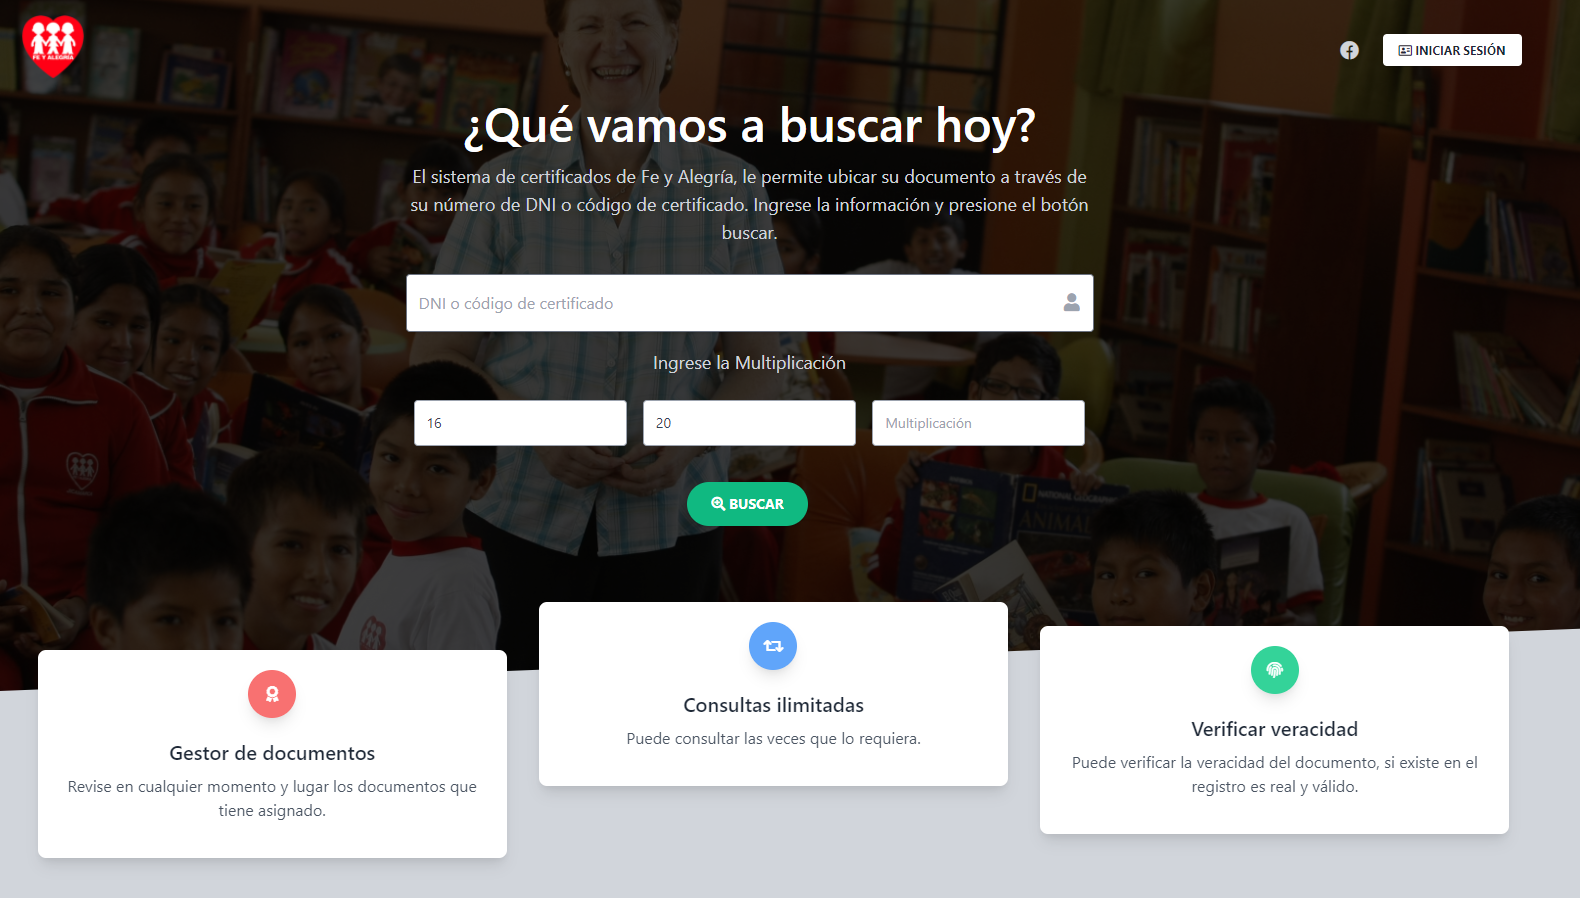 FE Y ALEGRÍA
INICIAR SESIÓN
¿Qué vamos a buscar hoy?
El sistema de certificados de Fe y Alegría, le permite ubicar su documento a través de
su número de DNI o código de certificado. Ingrese la información y presione el botón
buscar.
DNI o código de certificado
Ingrese la Multiplicación
16
20
Multiplicación
NATIONAL GEOGRAPHIC
ANIMAL
BUSCAR
Gestor de documentos
Revise en cualquier momento y lugar los documentos que
tiene asignado.
Consultas ilimitadas
Puede consultar las veces que lo requiera.
Verificar veracidad
Puede verificar la veracidad del documento, si existe en el
registro es real y válido.